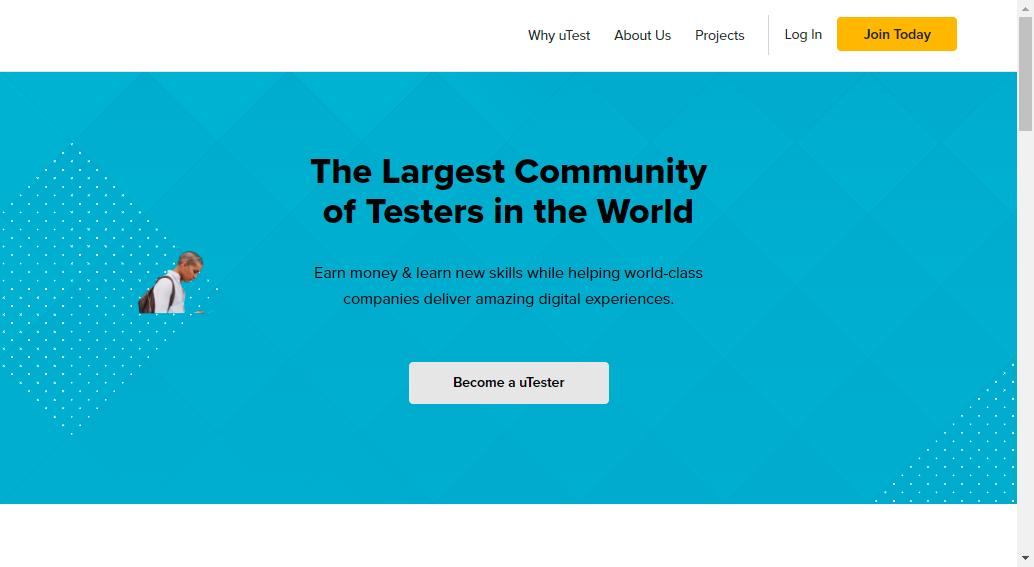 Why uTest About Us Projects Log In Join Today
The Largest Community
of Testers in the World
Earn money & learn new skills while helping world-class
companies deliver amazing digital experiences.
Become a uTester